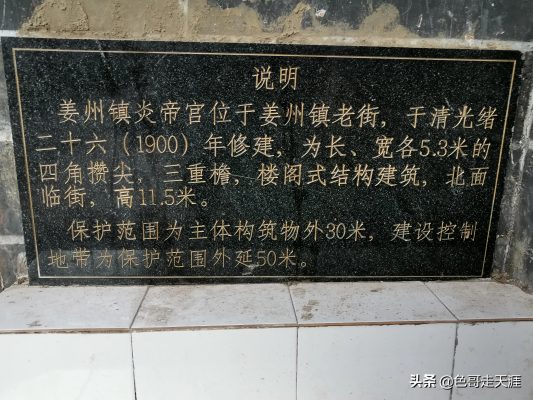 说明
姜州镇炎帝宫位于姜州镇老街，于清光绪
二十六（1900）年修建，为长、宽各5.3米的
四角攒尖、三重檐，楼阁式结构建筑，北面
临街，高11.5米。
保护范围为主体构筑物外30米，建设控制
地带为保护范围外延50米。
头条 @色哥走天涯